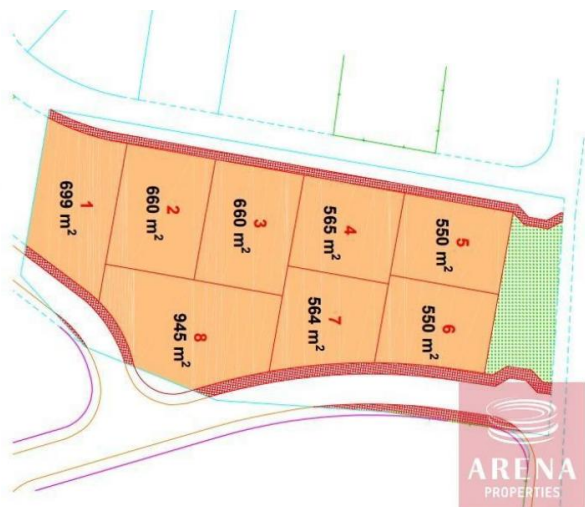 1
699 m²
2
660 m²
3
660 m²
4
565 m²
5
550 m²
6
550 m²
7
564 m²
8
945 m²
ARENA
PROPERTIES